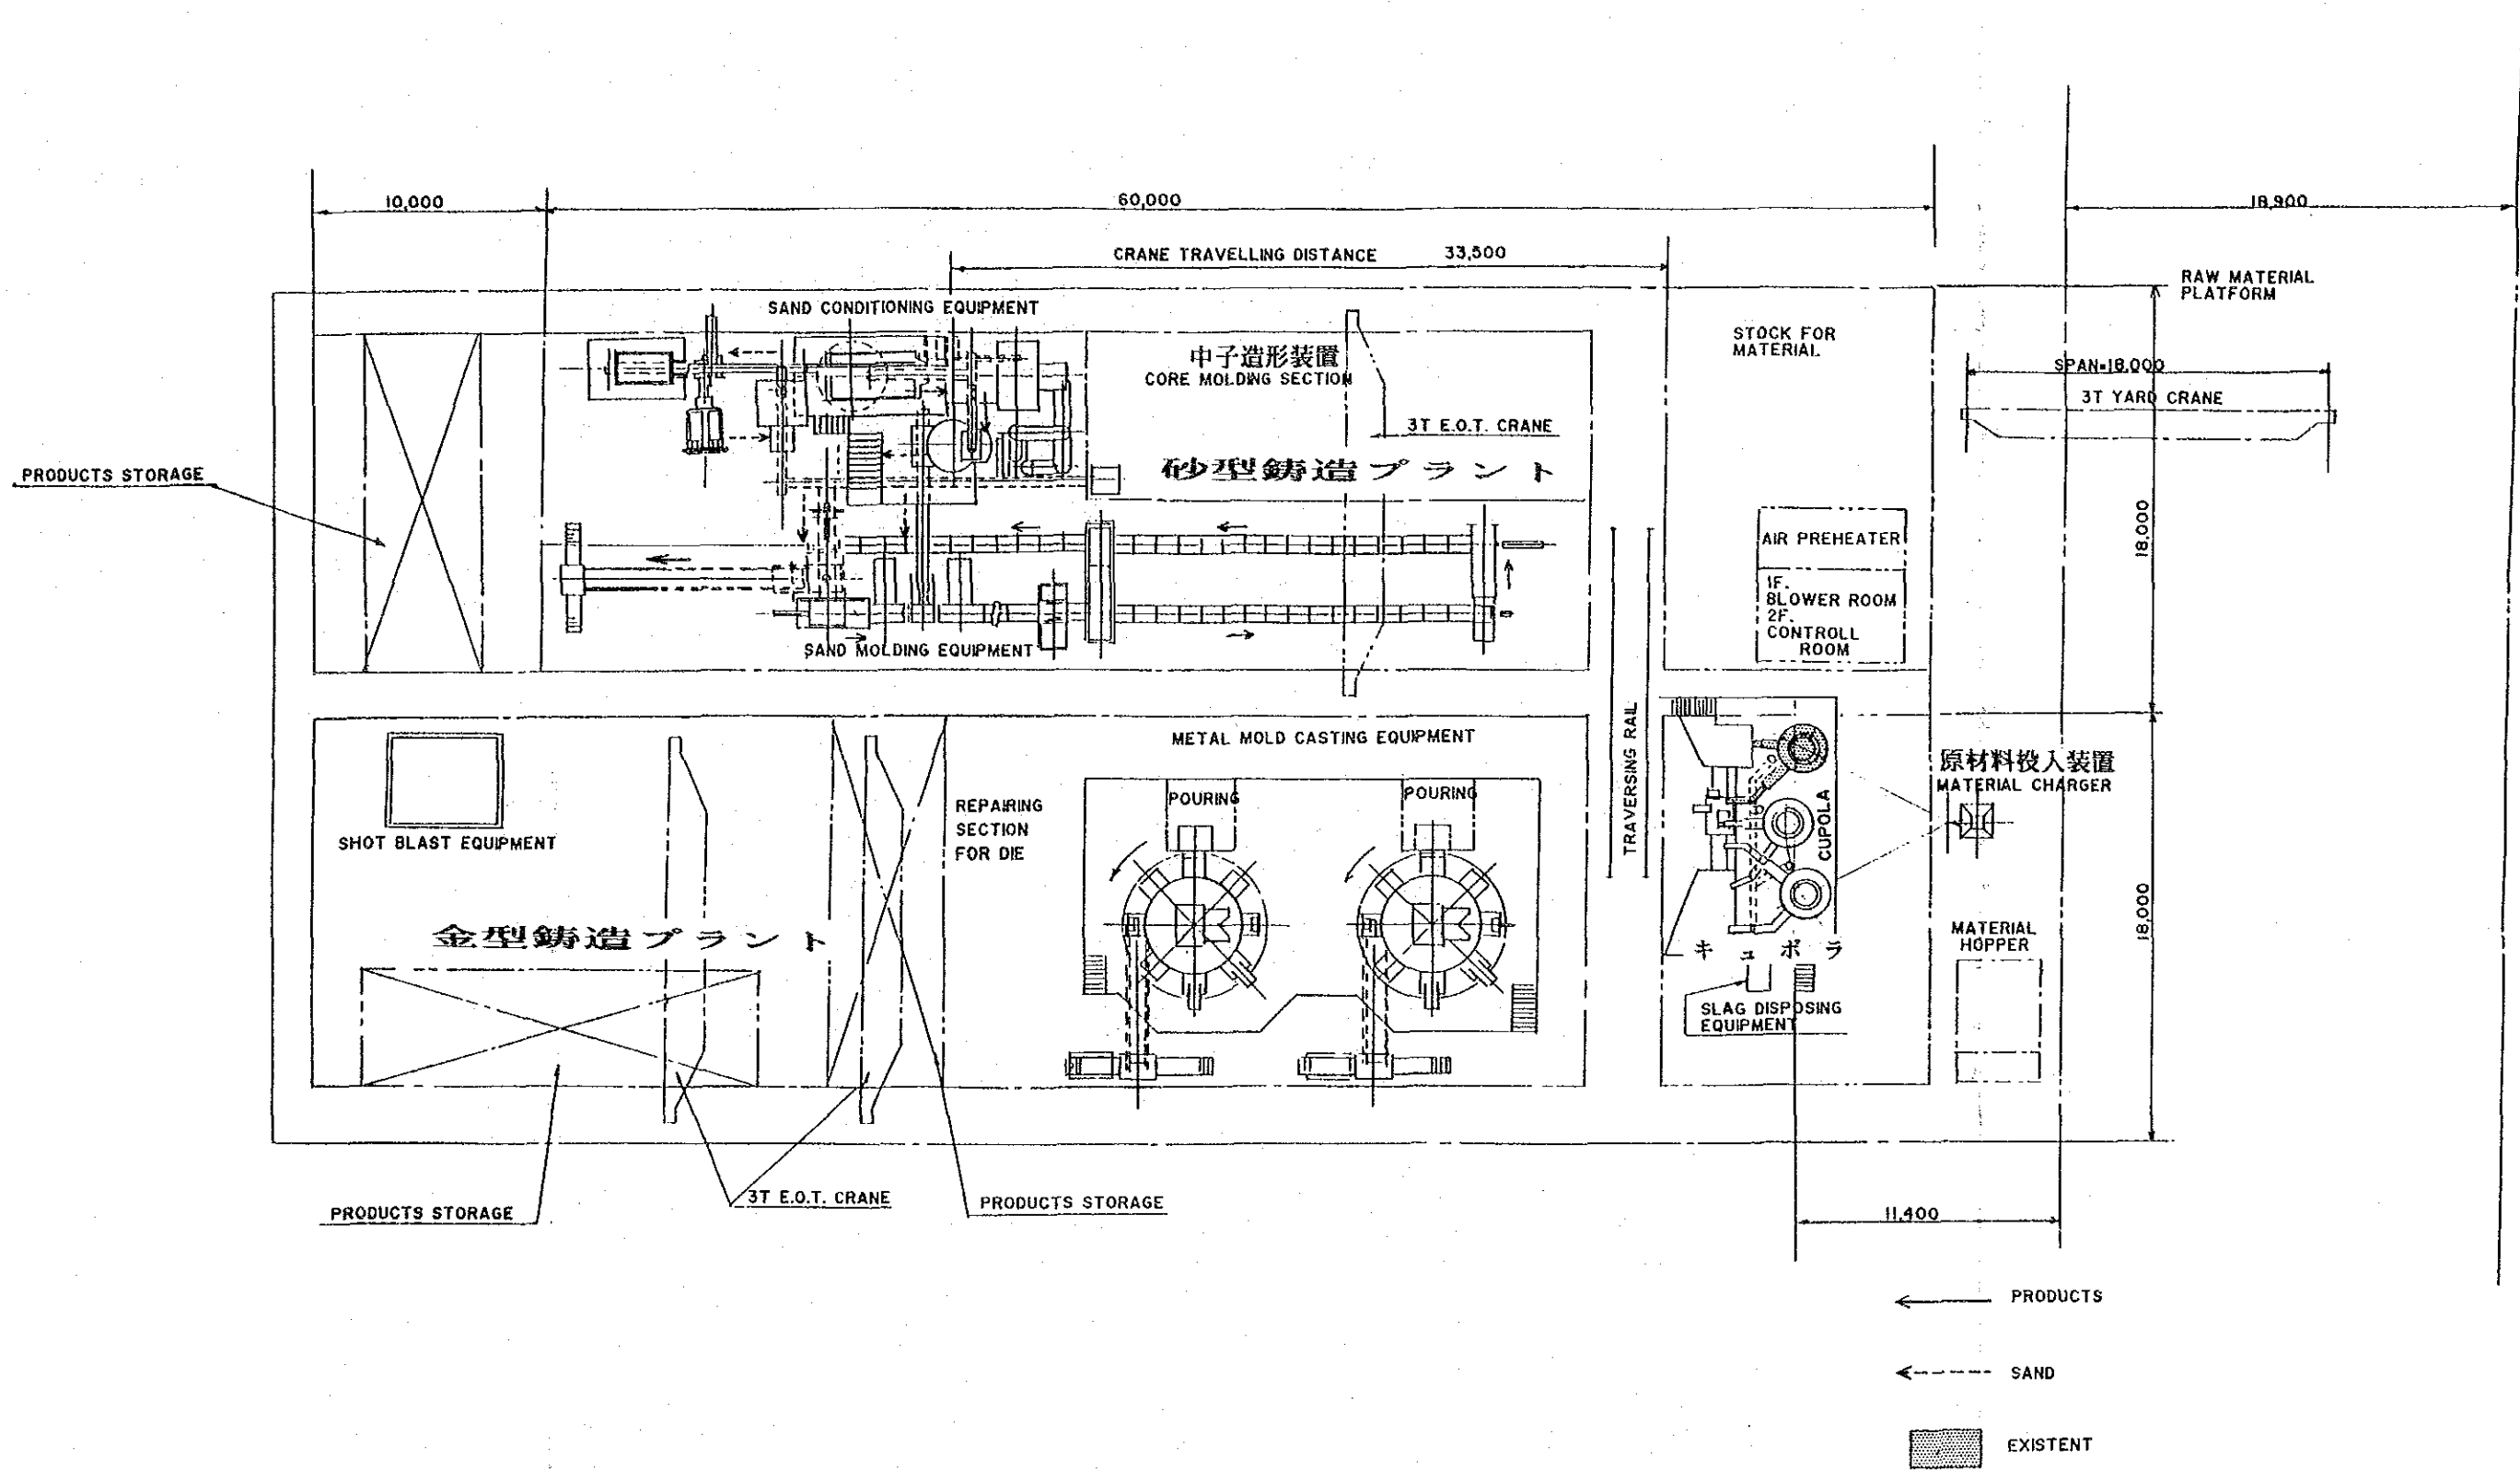 10,000
60,000
18,900
CRANE TRAVELLING DISTANCE 33,500
RAW MATERIAL
PLATFORM
SAND CONDITIONING EQUIPMENT
STOCK FOR
MATERIAL
中子造形装置
CORE MOLDING SECTION
SPAN=18,000
3T YARD CRANE
3T E.O.T. CRANE
砂型鋳造プラント
PRODUCTS STORAGE
18,000
AIR PREHEATER
1F.
BLOWER ROOM
2F.
CONTROLL
ROOM
SAND MOLDING EQUIPMENT
TRAVERSING RAIL
METAL MOLD CASTING EQUIPMENT
原材料投入装置
MATERIAL CHARGER
POURING
POURING
CUPOLA
REPAIRING
SECTION
FOR DIE
SHOT BLAST EQUIPMENT
18,000
金型鋳造プラント
キュポラ
MATERIAL
HOPPER
SLAG DISPOSING
EQUIPMENT
3T E.O.T. CRANE
PRODUCTS STORAGE
PRODUCTS STORAGE
11,400
PRODUCTS
SAND
EXISTENT